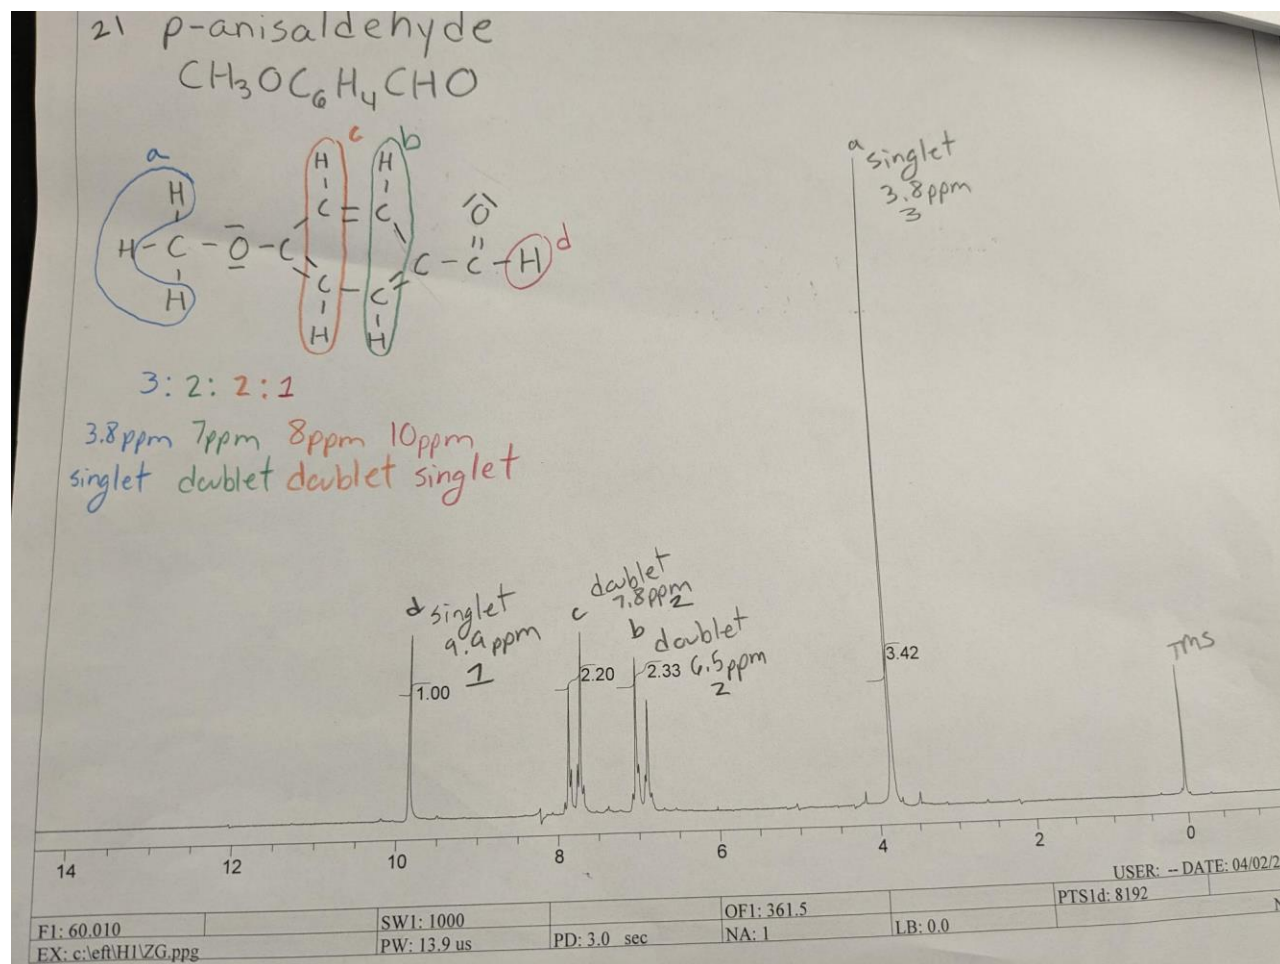 21 p-anisaldehyde
CH₃OC₆H₄CHO
a
c
b
H
H
H
C = C
O
H - C - O - C
C - C - H
d
H
C - C
H
H
3: 2: 2: 1
3.8ppm 7ppm 8ppm 10ppm
singlet doublet doublet singlet
a singlet
3.8ppm
3
d singlet
9.9ppm
1
1.00
c doublet
7.8ppm
2
2.20
b doublet
6.5ppm
2
2.33
3.42
TMS
14 12 10 8 6 4 2 0
USER: -- DATE: 04/02/2
F1: 60.010 SW1: 1000 OF1: 361.5 PTS1d: 8192
EX: c:\eft\H1\ZG.ppg PW: 13.9 us PD: 3.0 sec NA: 1 LB: 0.0